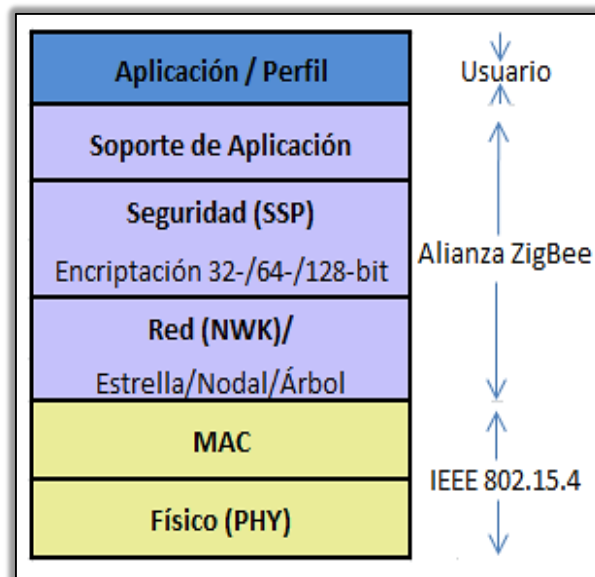 Aplicación / Perfil
Usuario
Soporte de Aplicación
Seguridad (SSP)
Encriptación 32-/64-/128-bit
Alianza ZigBee
Red (NWK)/
Estrella/Nodal/Árbol
MAC
IEEE 802.15.4
Físico (PHY)